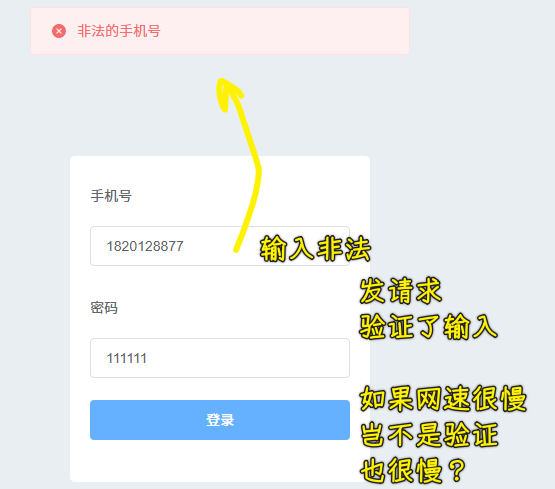 非法的手机号
手机号
1820128877
输入非法
发请求
验证了输入
密码
111111
如果网速很慢
岂不是验证
也很慢？
登录